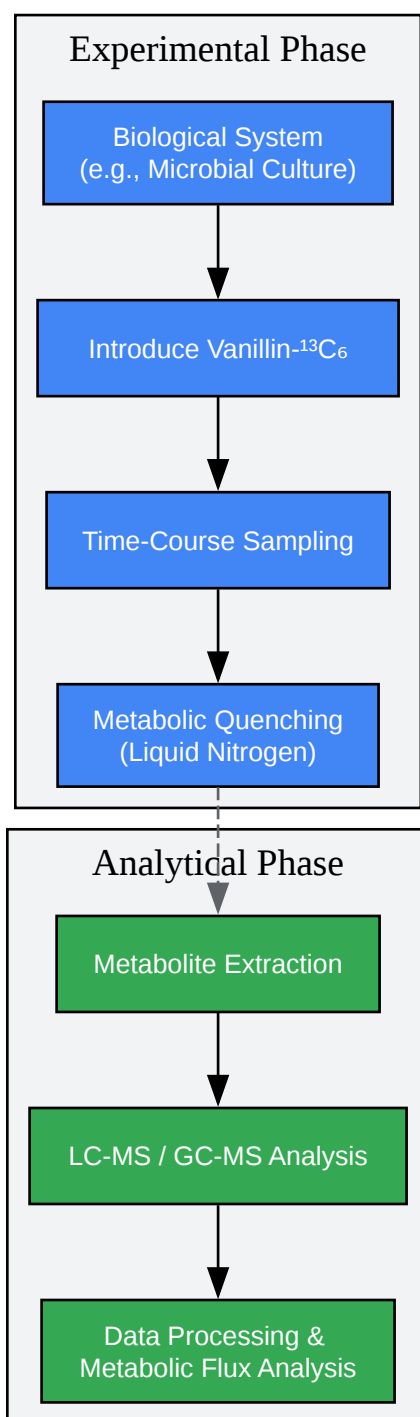 Experimental Phase
Biological System
(e.g., Microbial Culture)
Introduce Vanillin-¹³C₆
Time-Course Sampling
Metabolic Quenching
(Liquid Nitrogen)
Analytical Phase
Metabolite Extraction
LC-MS / GC-MS Analysis
Data Processing &
Metabolic Flux Analysis